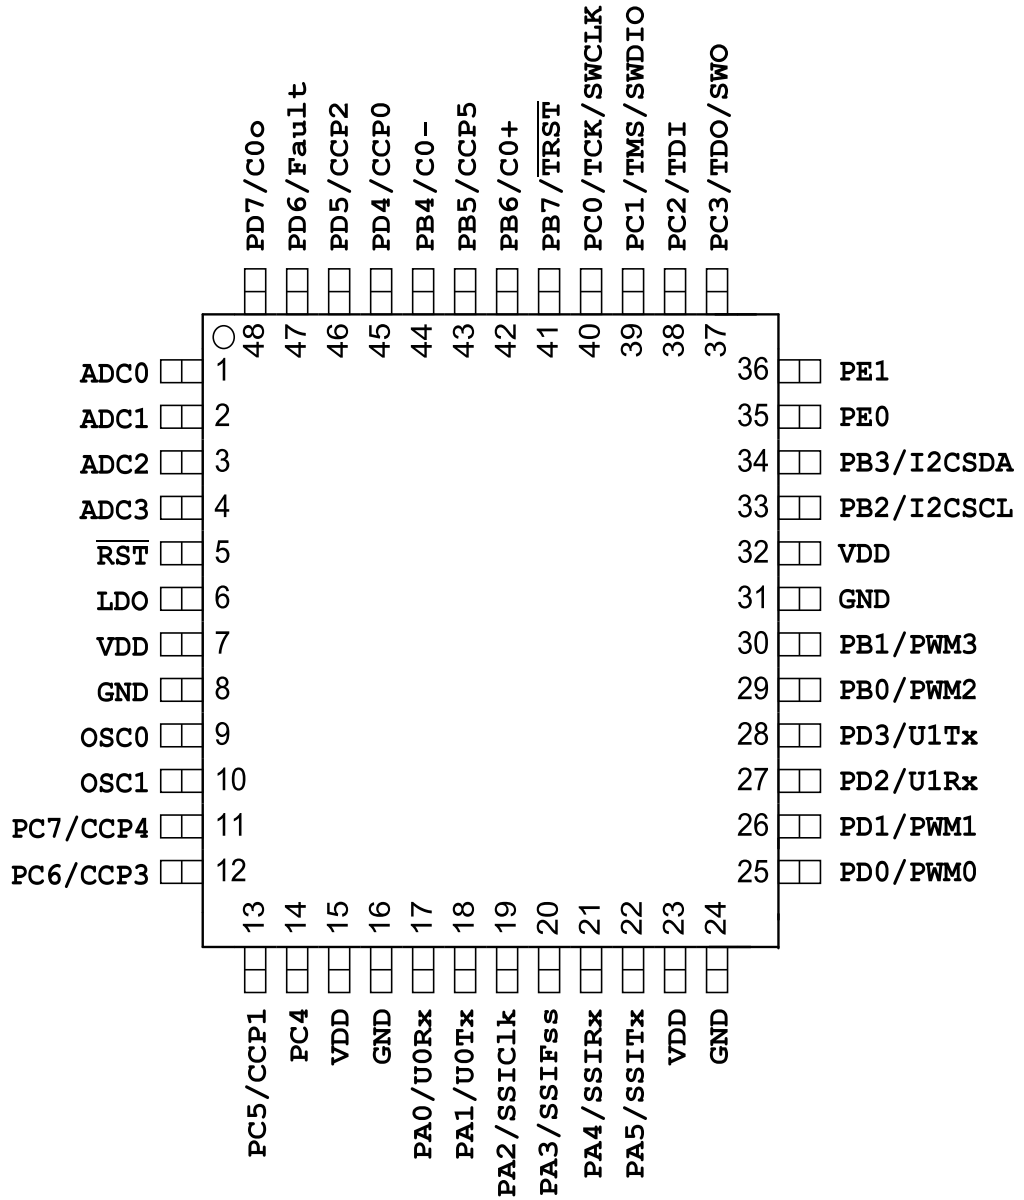 PD7/C0o
PD6/Fault
PD5/CCP2
PD4/CCP0
PB4/C0-
PB5/CCP5
PB6/C0+
PB7/TRST
PC0/TCK/SWCLK
PC1/TMS/SWDIO
PC2/TDI
PC3/TDO/SWO
48
47
46
45
44
43
42
41
40
39
38
37
ADC0 1
ADC1 2
ADC2 3
ADC3 4
RST 5
LDO 6
VDD 7
GND 8
OSC0 9
OSC1 10
PC7/CCP4 11
PC6/CCP3 12
36 PE1
35 PE0
34 PB3/I2CSDA
33 PB2/I2CSCL
32 VDD
31 GND
30 PB1/PWM3
29 PB0/PWM2
28 PD3/U1Tx
27 PD2/U1Rx
26 PD1/PWM1
25 PD0/PWM0
13
14
15
16
17
18
19
20
21
22
23
24
PC5/CCP1
PC4
VDD
GND
PA0/U0Rx
PA1/U0Tx
PA2/SSIClk
PA3/SSIFss
PA4/SSIRx
PA5/SSITx
VDD
GND